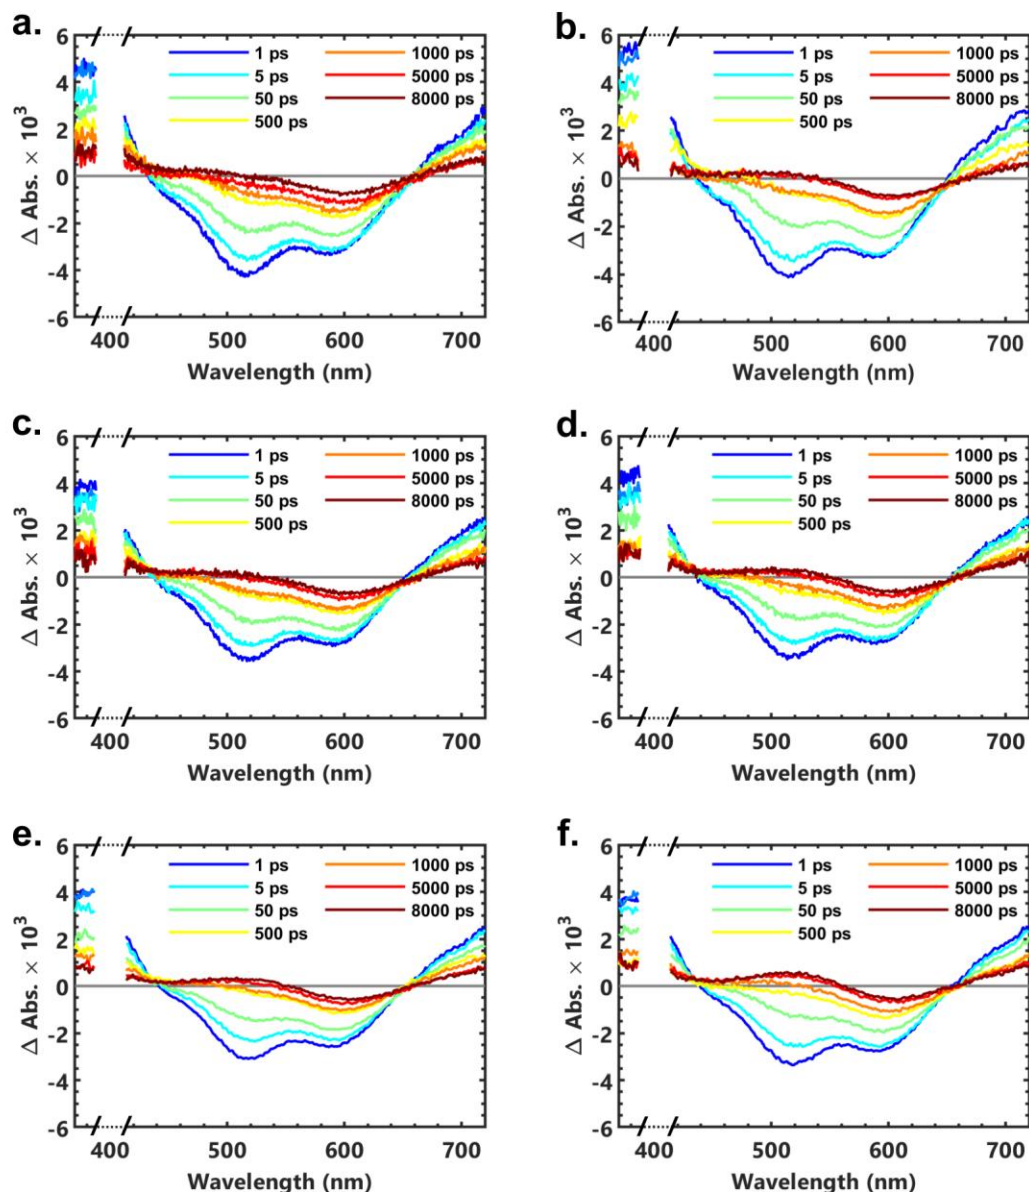 a.
6
4
2
0
-2
-4
-6
Δ Abs. × 10³
1 ps
5 ps
50 ps
500 ps
1000 ps
5000 ps
8000 ps
400 500 600 700
Wavelength (nm)
b.
6
4
2
0
-2
-4
-6
Δ Abs. × 10³
1 ps
5 ps
50 ps
500 ps
1000 ps
5000 ps
8000 ps
400 500 600 700
Wavelength (nm)
c.
6
4
2
0
-2
-4
-6
Δ Abs. × 10³
1 ps
5 ps
50 ps
500 ps
1000 ps
5000 ps
8000 ps
400 500 600 700
Wavelength (nm)
d.
6
4
2
0
-2
-4
-6
Δ Abs. × 10³
1 ps
5 ps
50 ps
500 ps
1000 ps
5000 ps
8000 ps
400 500 600 700
Wavelength (nm)
e.
6
4
2
0
-2
-4
-6
Δ Abs. × 10³
1 ps
5 ps
50 ps
500 ps
1000 ps
5000 ps
8000 ps
400 500 600 700
Wavelength (nm)
f.
6
4
2
0
-2
-4
-6
Δ Abs. × 10³
1 ps
5 ps
50 ps
500 ps
1000 ps
5000 ps
8000 ps
400 500 600 700
Wavelength (nm)